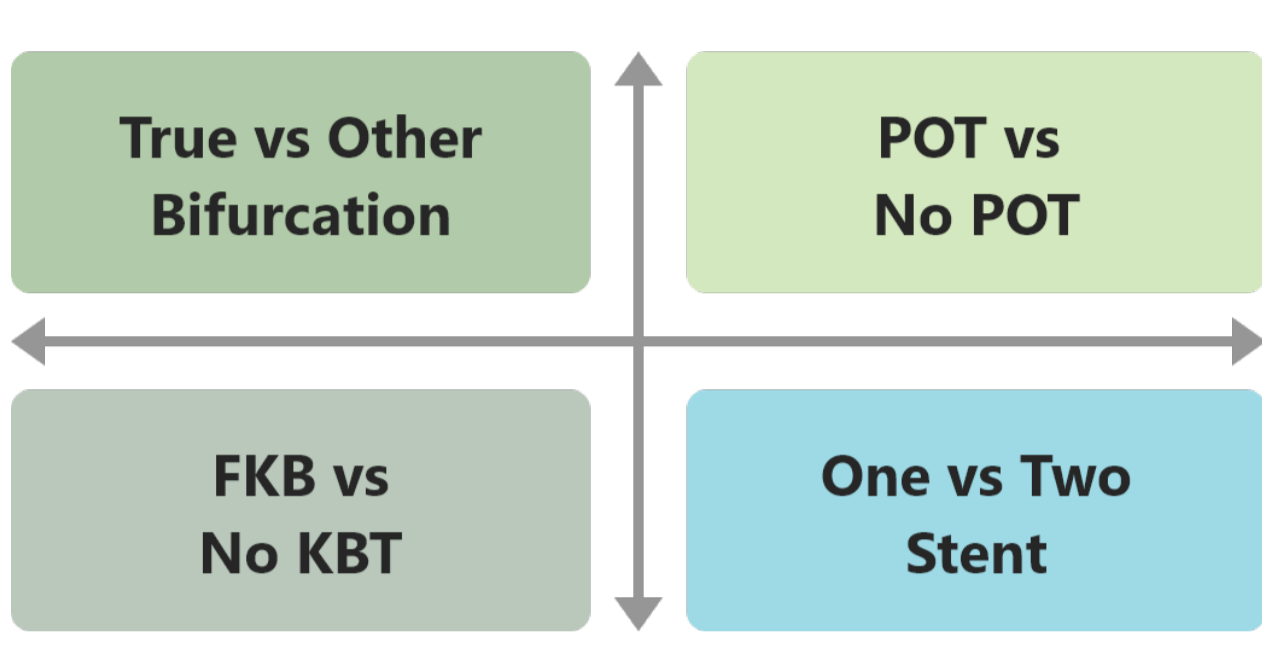 True vs Other
Bifurcation
POT vs
No POT
FKB vs
No KBT
One vs Two
Stent